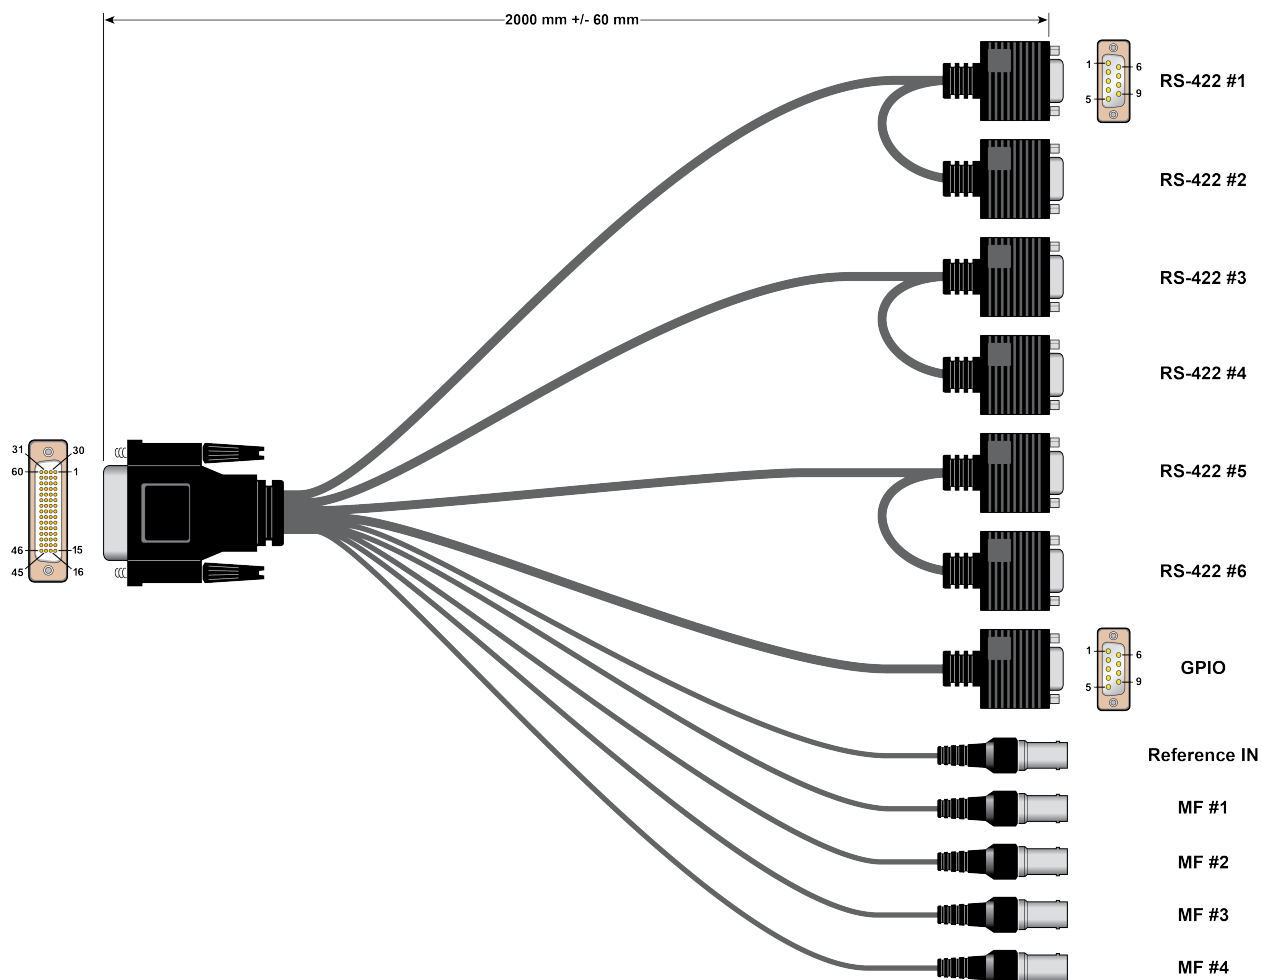 2000 mm +/- 60 mm
1
6
5
9
RS-422 #1
RS-422 #2
RS-422 #3
RS-422 #4
31
30
60
1
46
15
45
16
RS-422 #5
RS-422 #6
1
6
5
9
GPIO
Reference IN
MF #1
MF #2
MF #3
MF #4